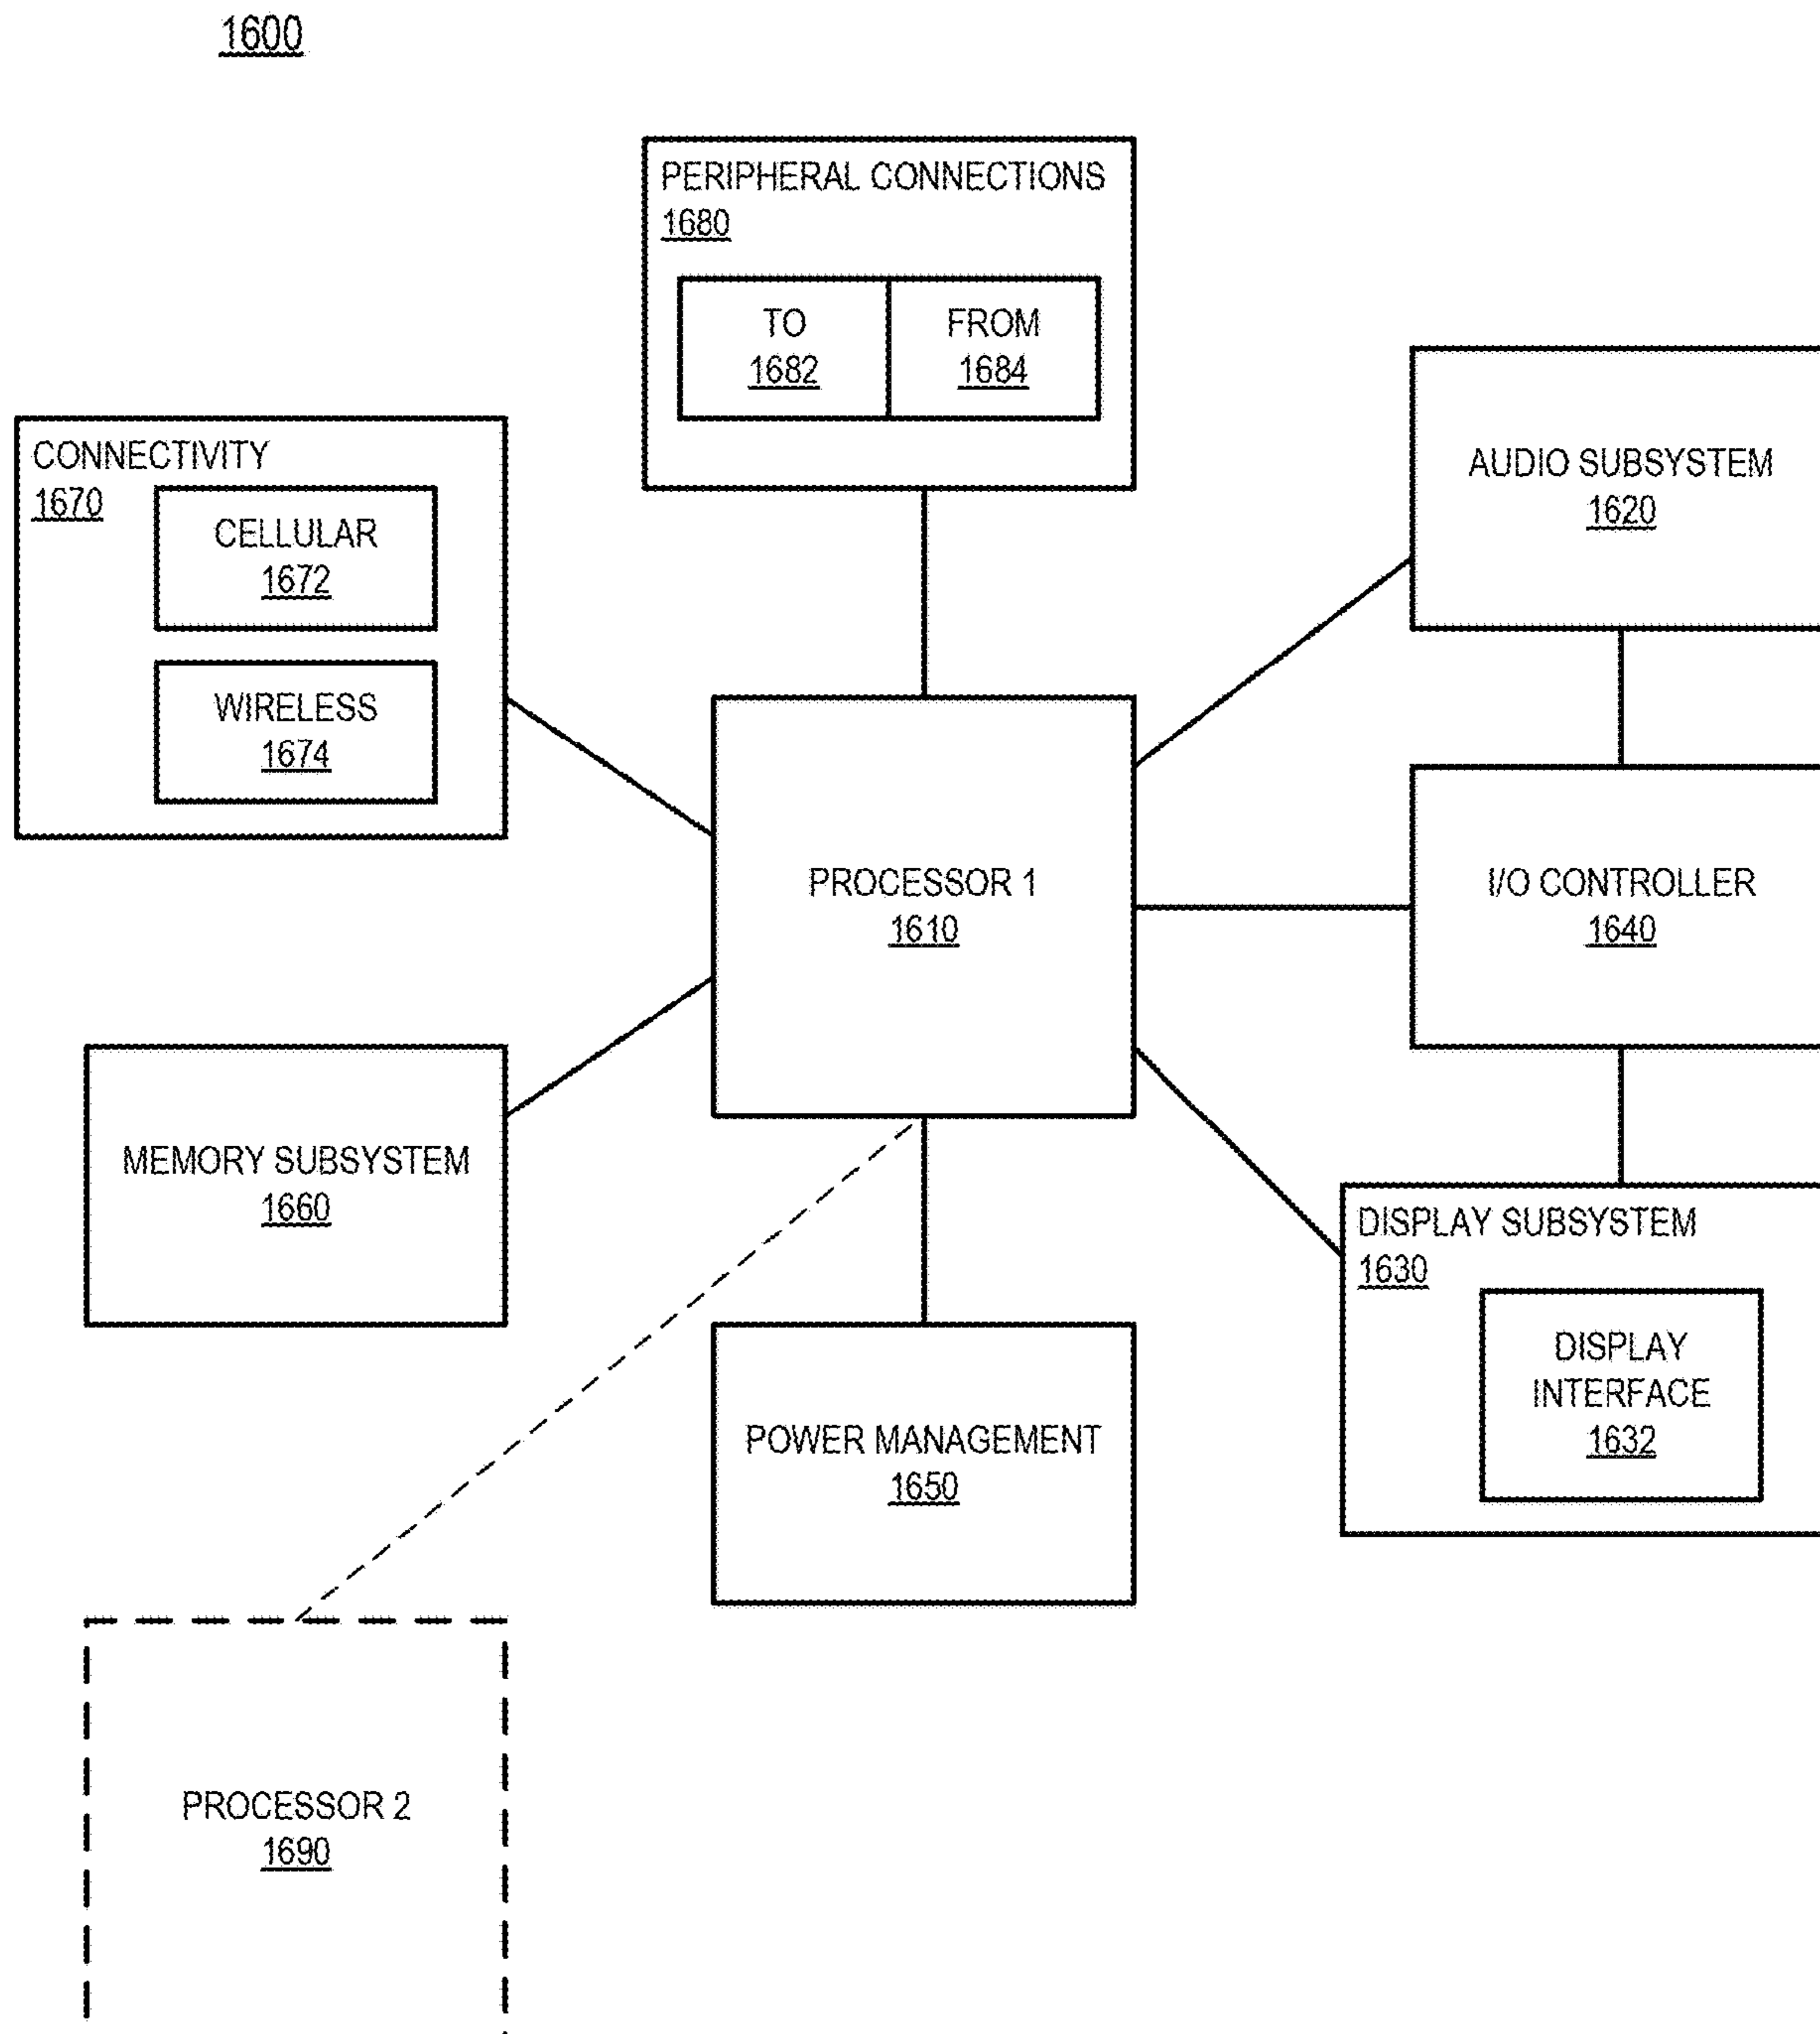 1600
PERIPHERAL CONNECTIONS
1680
TO
1682
FROM
1684
CONNECTIVITY
1670
CELLULAR
1672
WIRELESS
1674
AUDIO SUBSYSTEM
1620
PROCESSOR 1
1610
I/O CONTROLLER
1640
MEMORY SUBSYSTEM
1660
POWER MANAGEMENT
1650
DISPLAY SUBSYSTEM
1630
DISPLAY
INTERFACE
1632
PROCESSOR 2
1690